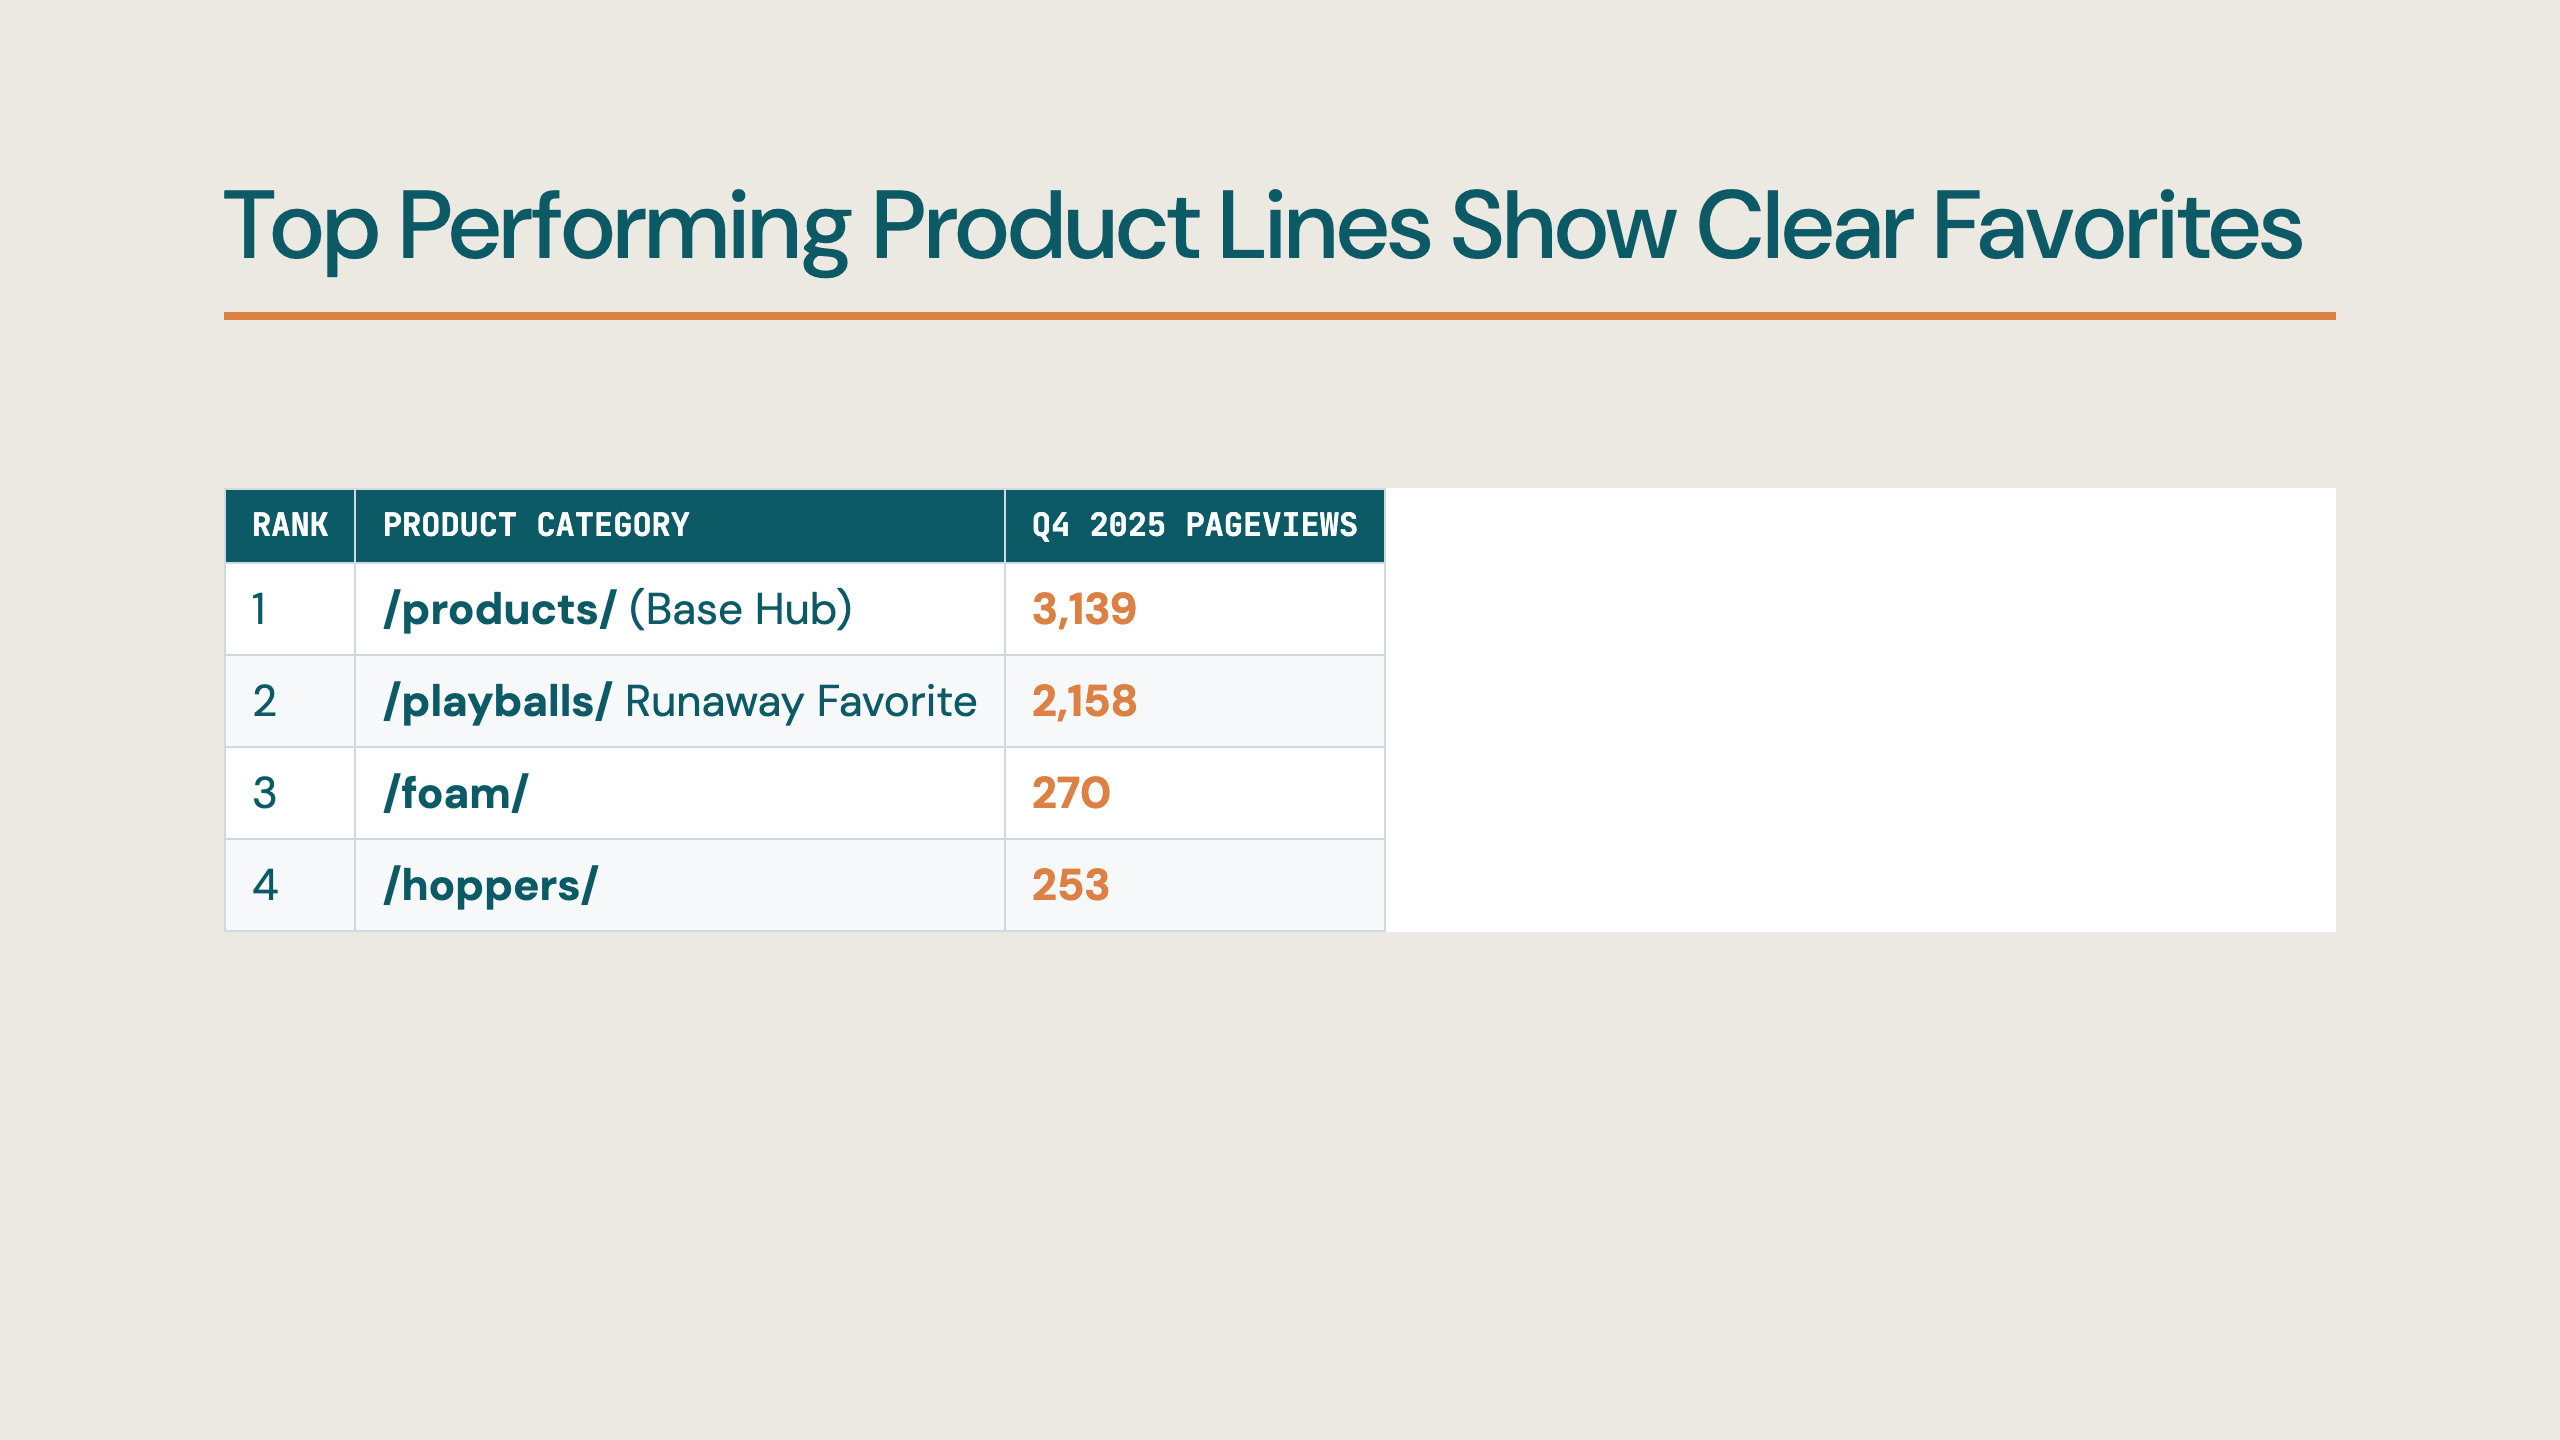 Top Performing Product Lines Show Clear Favorites
RANK PRODUCT CATEGORY Q4 2025 PAGEVIEWS
1 /products/ (Base Hub) 3,139
2 /playballs/ Runaway Favorite 2,158
3 /foam/ 270
4 /hoppers/ 253